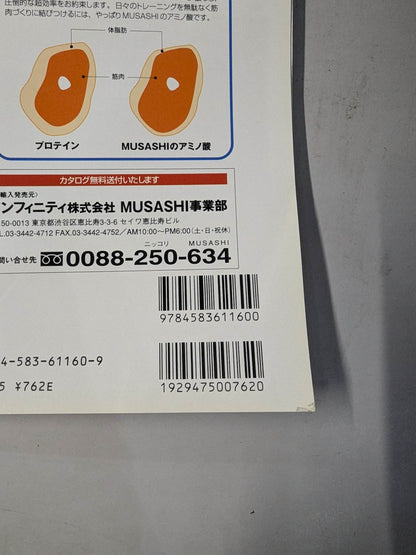 圧倒的な超効率をお約束します。日々のトレーニングを無駄なく筋
肉づくりに結びつけるには、やっぱりMUSASHIのアミノ酸です。
体脂肪
筋肉
プロテイン
MUSASHIのアミノ酸
カタログ無料送付いたします
輸入発売元〉
ンフィニティ株式会社 MUSASHI事業部
50-0013 東京都渋谷区恵比寿3-3-6 セイワ恵比寿ビル
L.03-3442-4712 FAX.03-3442-4752/AM10:00〜PM6:00(土・日・祝休)
ニッコリ MUSASHI
問い合せ先 0088-250-634
9784583611600
4-583-61160-9
5 ¥762E
1929475007620